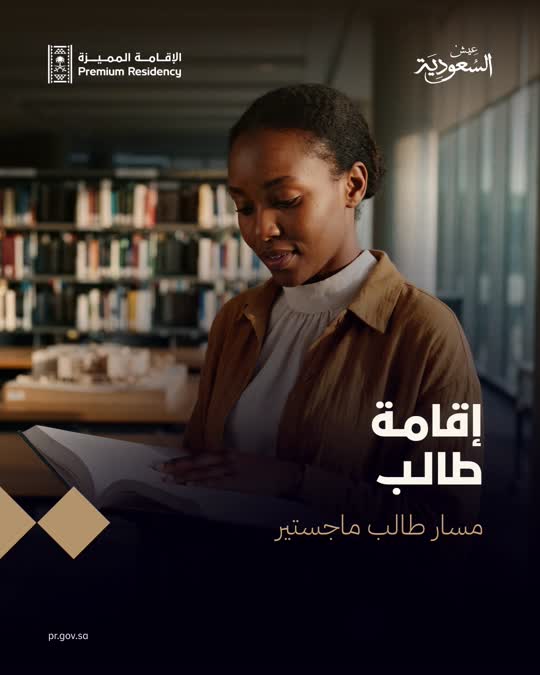 الإقامة المميزة
Premium Residency
عيش
السعودية
إقامة
طالب
مسار طالب ماجستير
pr.gov.sa